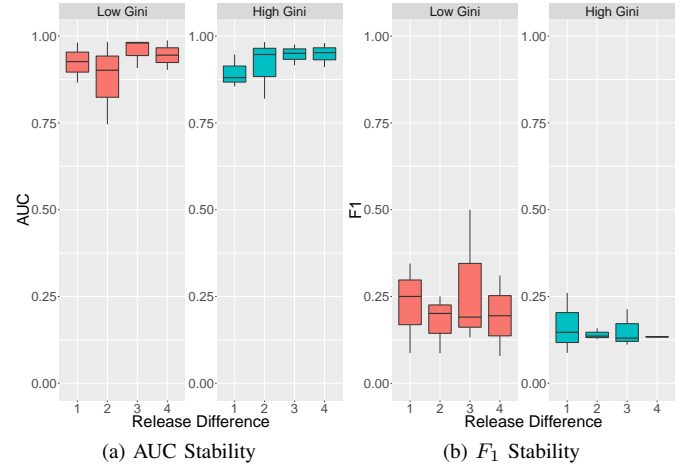 Low Gini High Gini
1.00 1.00
0.75 0.75
0.50 0.50
0.25 0.25
0.00 0.00
AUC
1 2 3 4 1 2 3 4
Release Difference
(a) AUC Stability
Low Gini High Gini
1.00 1.00
0.75 0.75
0.50 0.50
0.25 0.25
0.00 0.00
F1
1 2 3 4 1 2 3 4
Release Difference
(b) F₁ Stability